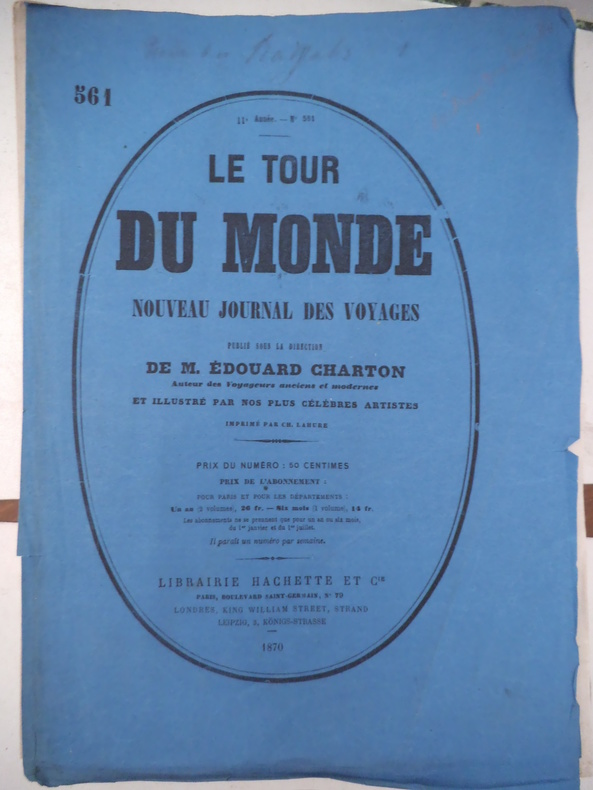 561
11e Année. — No 561
LE TOUR
DU MONDE
NOUVEAU JOURNAL DES VOYAGES
PUBLIÉ SOUS LA DIRECTION
DE M. ÉDOUARD CHARTON
Auteur des Voyageurs anciens et modernes
ET ILLUSTRÉ PAR NOS PLUS CÉLÈBRES ARTISTES
IMPRIMÉ PAR CH. LAHURE
PRIX DU NUMÉRO : 50 CENTIMES
PRIX DE L'ABONNEMENT :
POUR PARIS ET POUR LES DÉPARTEMENTS :
Un an (2 volumes), 26 fr. — Six mois (1 volume), 14 fr.
Les abonnements ne se prennent que pour un an ou six mois,
du 1er janvier et du 1er juillet.
Il paraît un numéro par semaine.
LIBRAIRIE HACHETTE ET Cie
PARIS, BOULEVARD SAINT-GERMAIN, No 79
LONDRES, KING WILLIAM STREET, STRAND
LEIPZIG, 3, KÖNIGS-STRASSE
1870